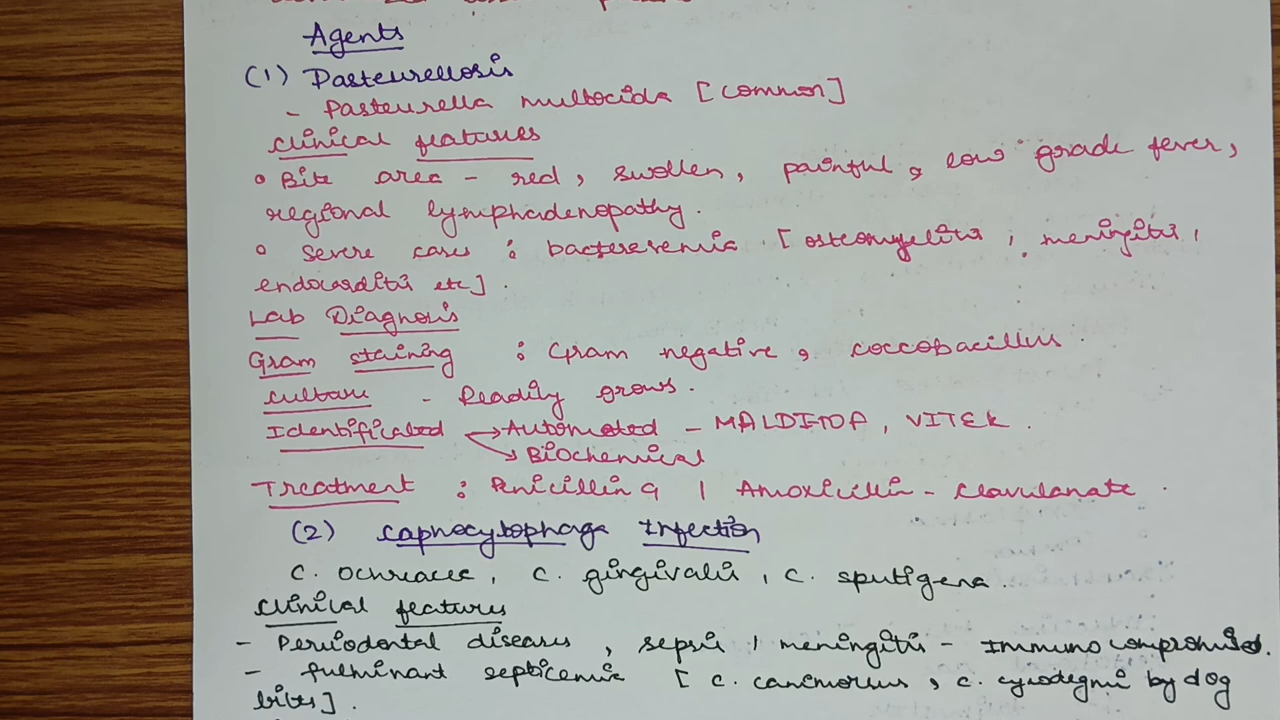 Agents
(1) Pasteurellosis
- Pasteurella multocida [common]
Clinical features
• Bite area - red, swollen, painful, low grade fever,
regional lymphadenopathy.
• Severe cases : bactereremia [osteomyelitis, meningitis,
endocarditis etc].
Lab Diagnosis
Gram staining : Gram negative, coccobacillus.
Culture - Readily grows.
Identificated → Automated - MALDITOF, VITEK.
→ Biochemical
Treatment : Penicillin G / Amoxicillin - Clavulanate.
(2) Capnocytophaga Infection
C. ochracea, C. gingivalis, C. sputigena.
Clinical features
- Periodontal diseases, sepsis / meningitis - Immunocompromised.
- fulminant septicemia [C. canimorsus, C. cynodegmi by dog
bites].